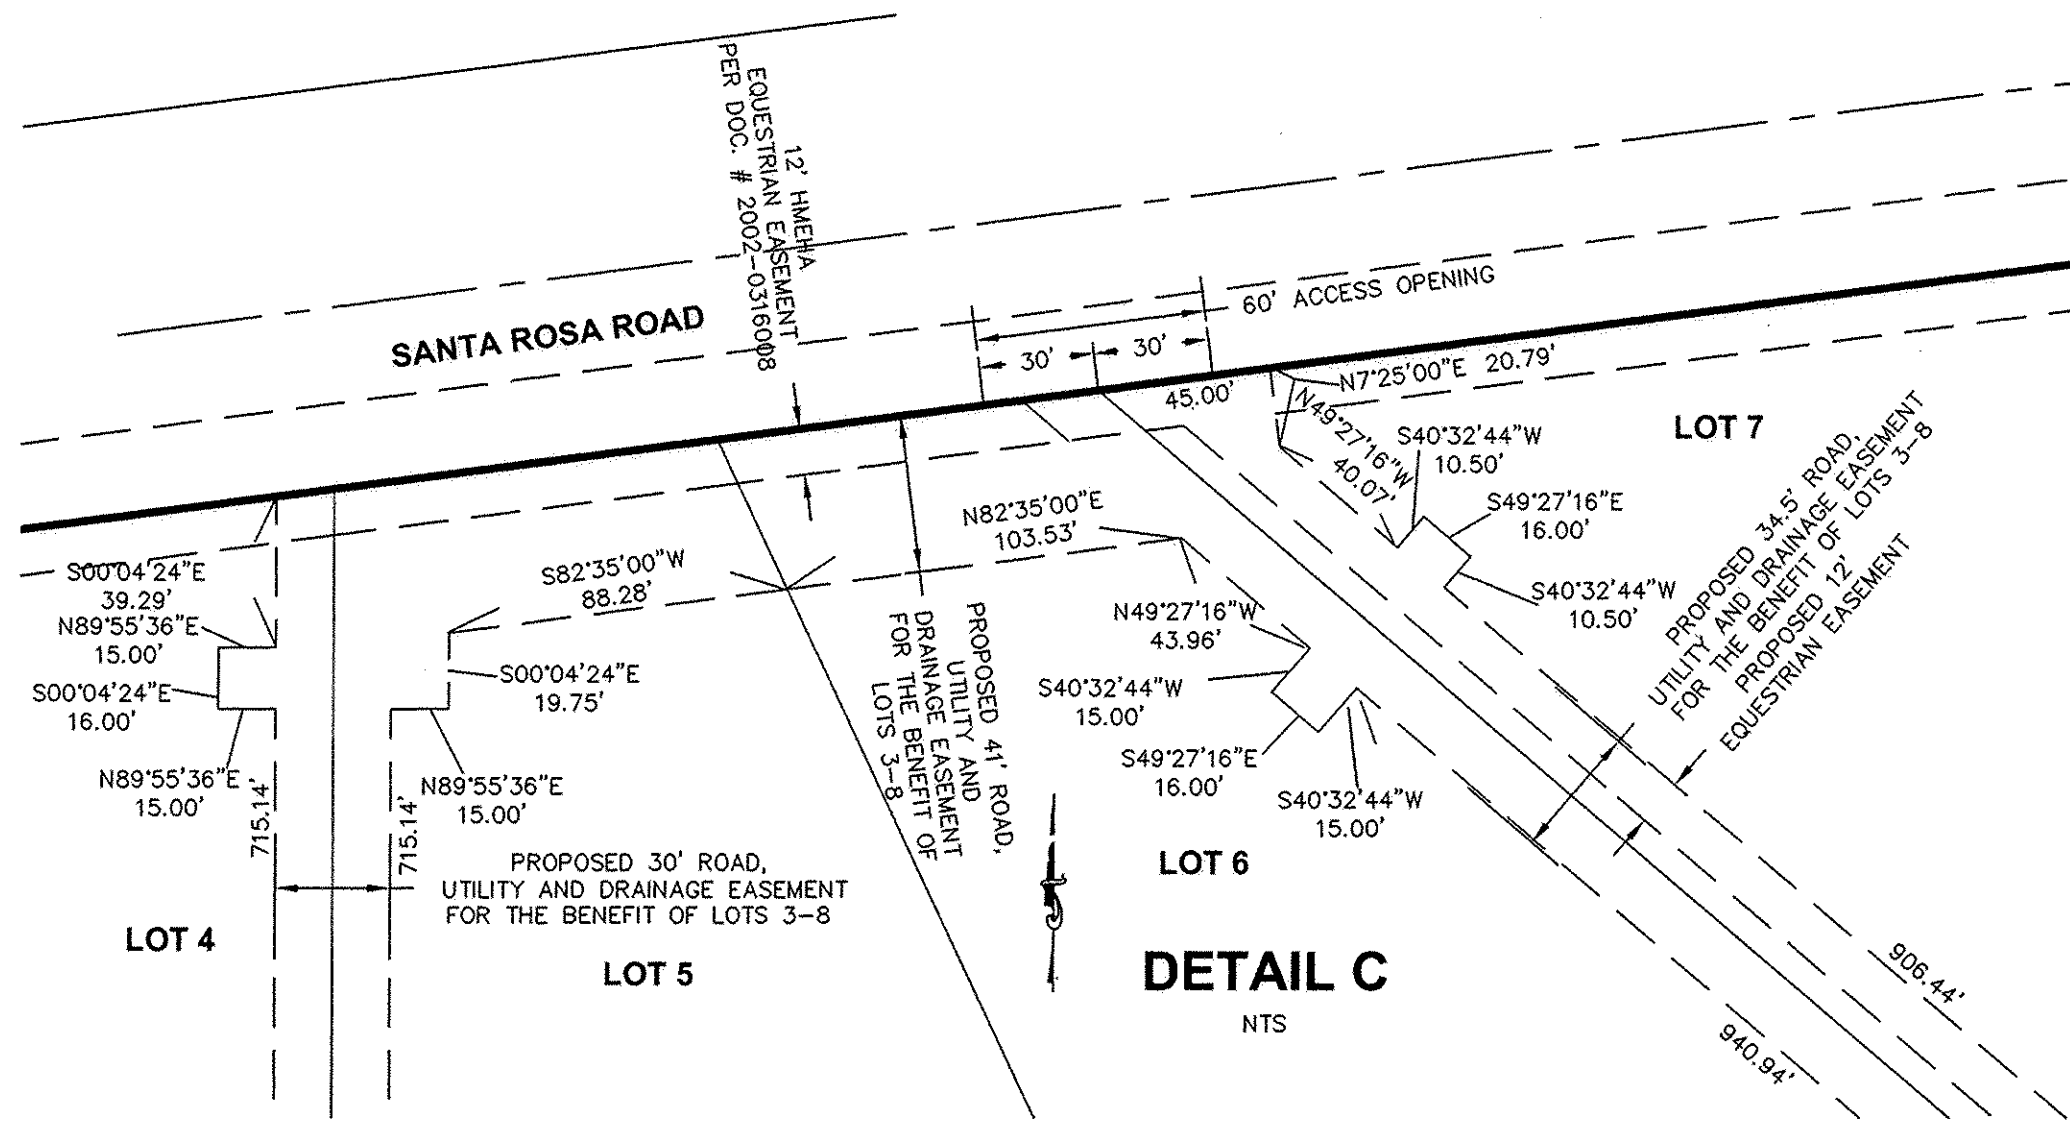 12' HMEHA
EQUESTRIAN EASEMENT
PER DOC. # 2002-0316008
SANTA ROSA ROAD
60' ACCESS OPENING
30'
30'
45.00'
N7°25'00"E 20.79'
N49°27'16"W
40.07'
S40°32'44"W
10.50'
LOT 7
S49°27'16"E
16.00'
S40°32'44"W
10.50'
PROPOSED 34.5' ROAD,
UTILITY AND DRAINAGE EASEMENT
FOR THE BENEFIT OF LOTS 3-8
PROPOSED 12'
EQUESTRIAN EASEMENT
N82°35'00"E
103.53'
S82°35'00"W
88.28'
S00°04'24"E
39.29'
N89°55'36"E
15.00'
S00°04'24"E
16.00'
N89°55'36"E
15.00'
S00°04'24"E
19.75'
N89°55'36"E
15.00'
715.14'
715.14'
PROPOSED 41' ROAD,
UTILITY AND
DRAINAGE EASEMENT
FOR THE BENEFIT OF
LOTS 3-8
N49°27'16"W
43.96'
S40°32'44"W
15.00'
S49°27'16"E
16.00'
S40°32'44"W
15.00'
PROPOSED 30' ROAD,
UTILITY AND DRAINAGE EASEMENT
FOR THE BENEFIT OF LOTS 3-8
LOT 4
LOT 5
LOT 6
DETAIL C
NTS
906.44'
940.94'